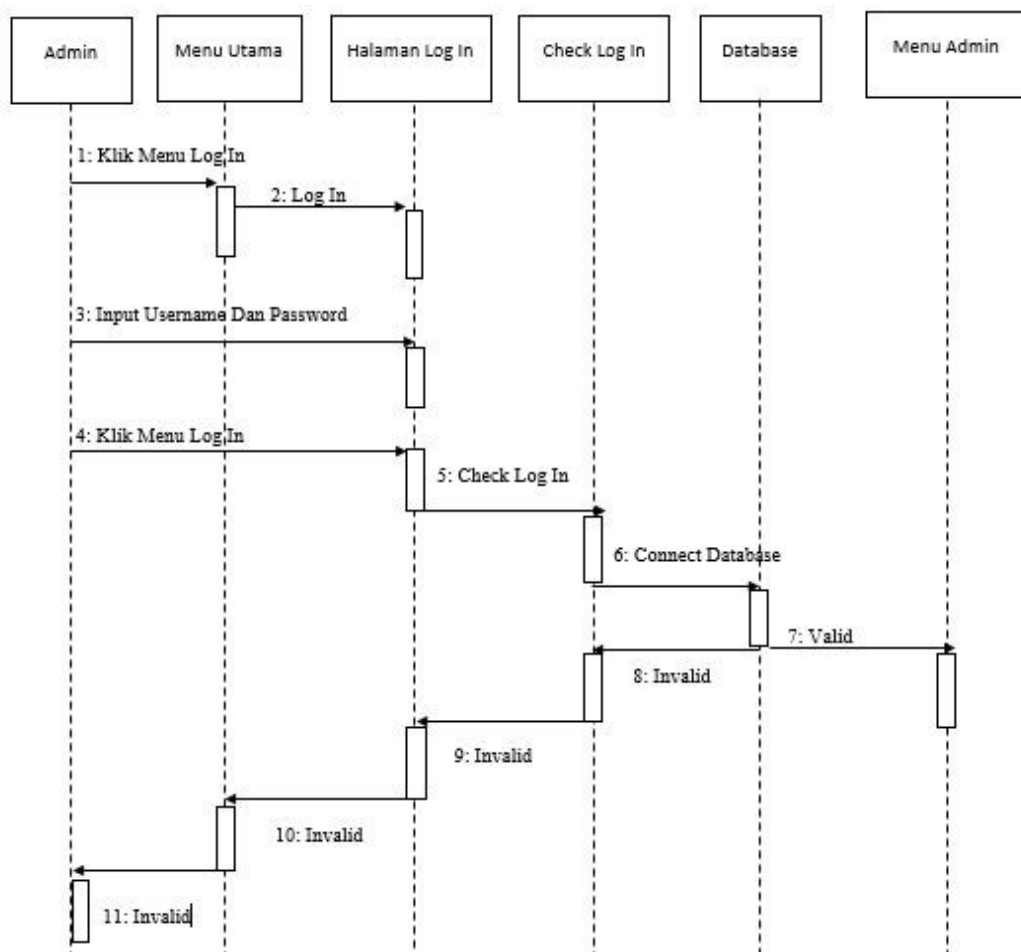 Admin
Menu Utama
Halaman Log In
Check Log In
Database
Menu Admin
1: Klik Menu Log In
2: Log In
3: Input Username Dan Password
4: Klik Menu Log In
5: Check Log In
6: Connect Database
7: Valid
8: Invalid
9: Invalid
10: Invalid
11: Invalid